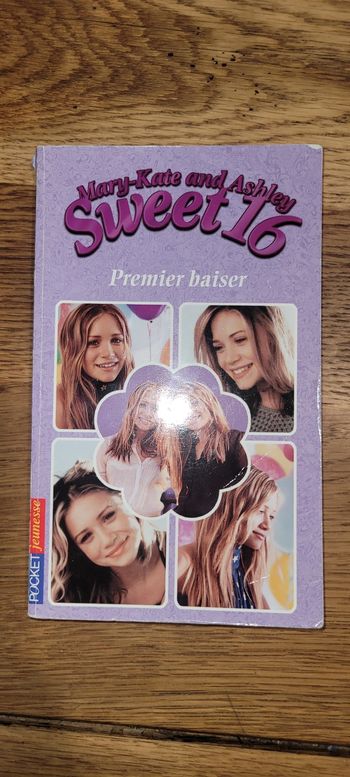 Mary-Kate and Ashley
Sweet 16
Premier baiser
POCKET jeunesse